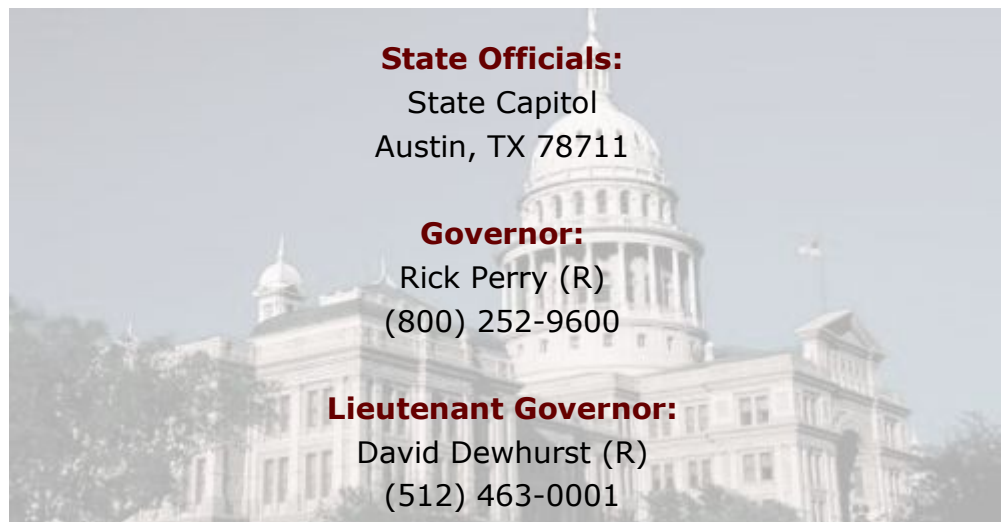 State Officials:
State Capitol
Austin, TX 78711
Governor:
Rick Perry (R)
(800) 252-9600
Lieutenant Governor:
David Dewhurst (R)
(512) 463-0001